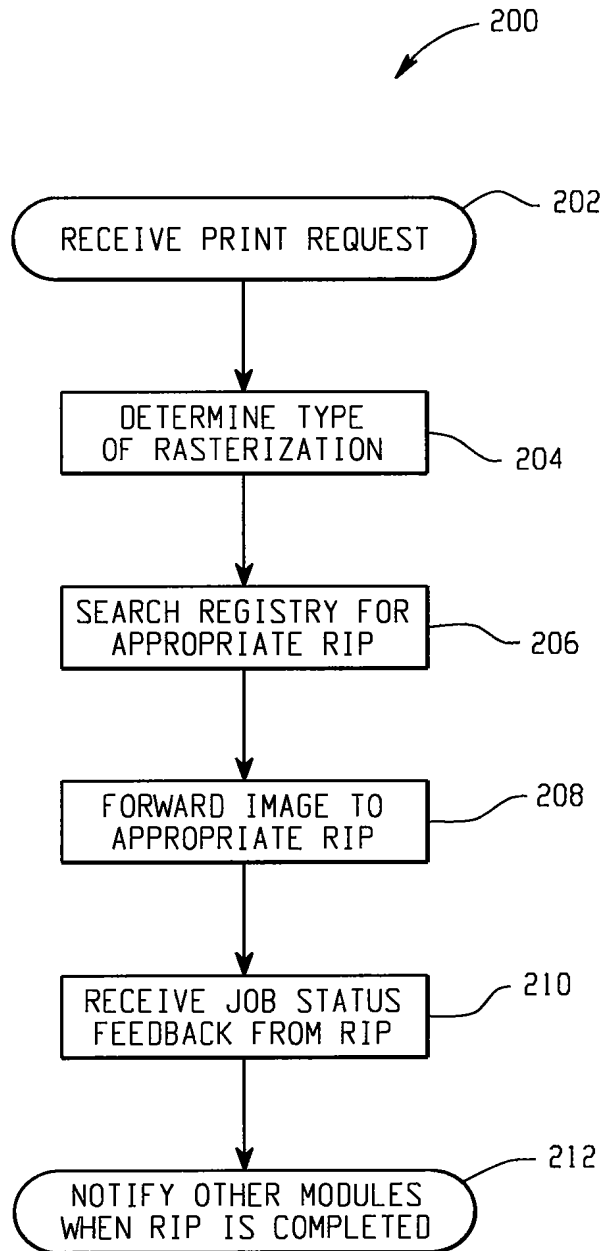 200
RECEIVE PRINT REQUEST
202
DETERMINE TYPE
OF RASTERIZATION
204
SEARCH REGISTRY FOR
APPROPRIATE RIP
206
FORWARD IMAGE TO
APPROPRIATE RIP
208
RECEIVE JOB STATUS
FEEDBACK FROM RIP
210
NOTIFY OTHER MODULES
WHEN RIP IS COMPLETED
212